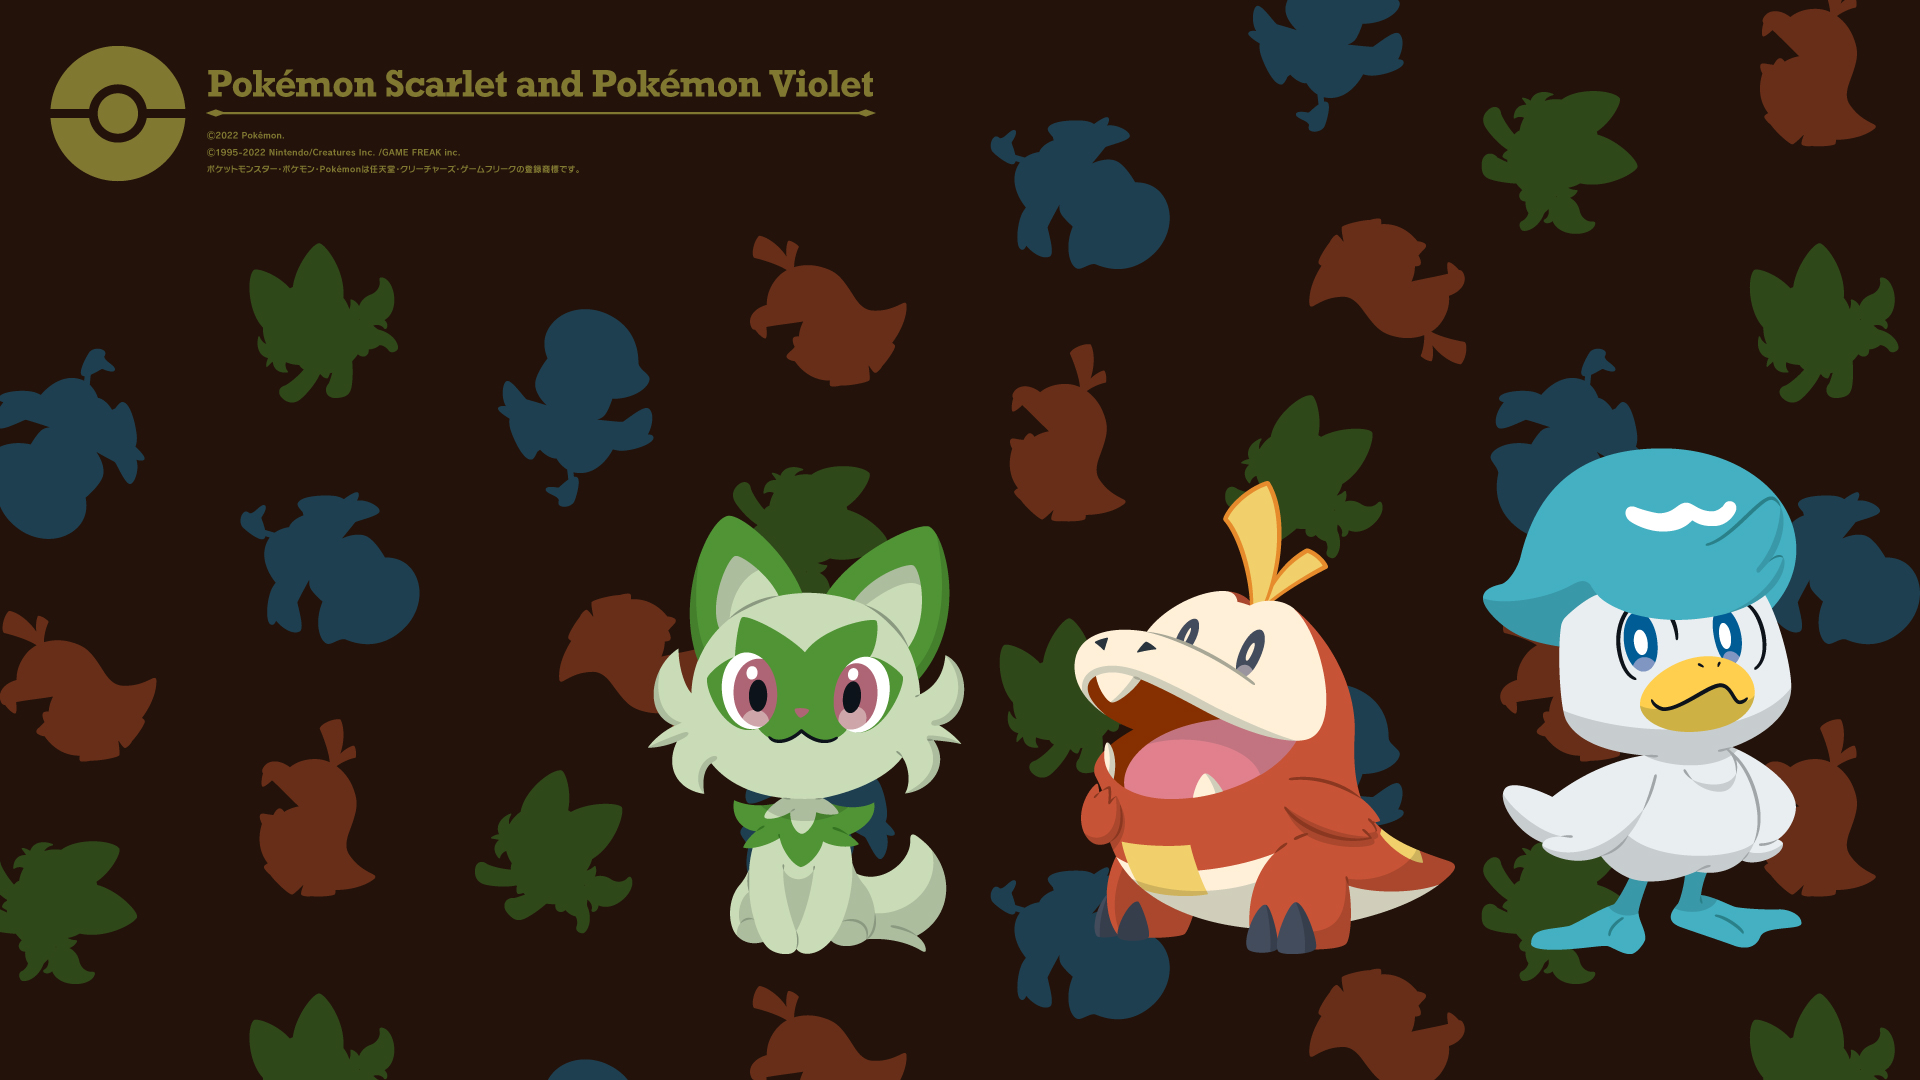 Pokémon Scarlet and Pokémon Violet
©2022 Pokémon.
©1995-2022 Nintendo/Creatures Inc. /GAME FREAK inc.
ポケットモンスター・ポケモン・Pokémonは任天堂・クリーチャーズ・ゲームフリークの登録商標です。